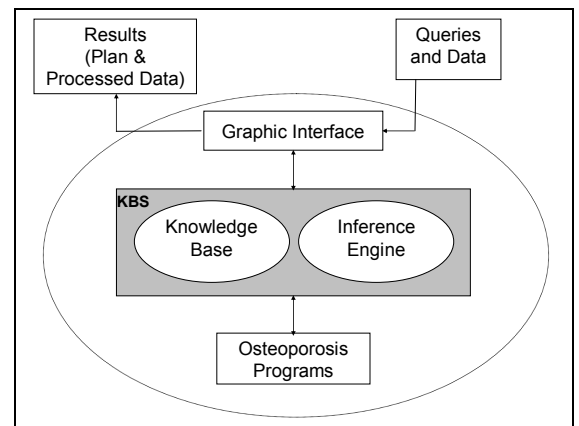 Results
(Plan &
Processed Data)
Queries
and Data
Graphic Interface
KBS
Knowledge
Base
Inference
Engine
Osteoporosis
Programs